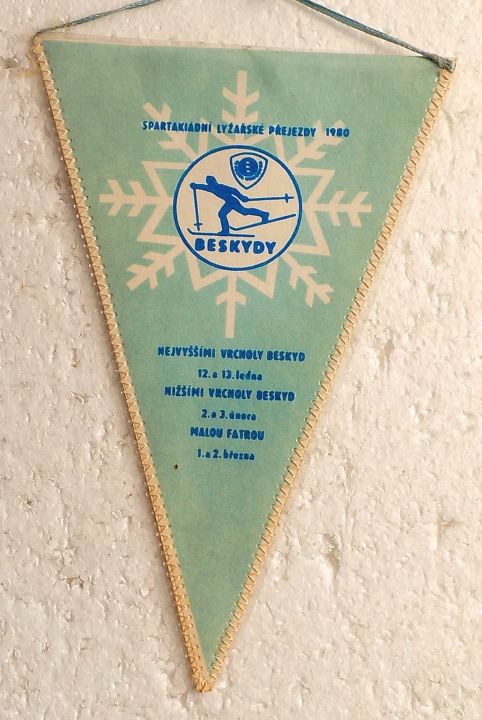 SPARTAKIÁDNÍ LYŽAŘSKÉ PŘEJEZDY 1980
BESKYDY
NEJVYŠŠÍMI VRCHOLY BESKYD
12. a 13. ledna
NIŽŠÍMI VRCHOLY BESKYD
2. a 3. února
MALOU FATROU
1. a 2. března